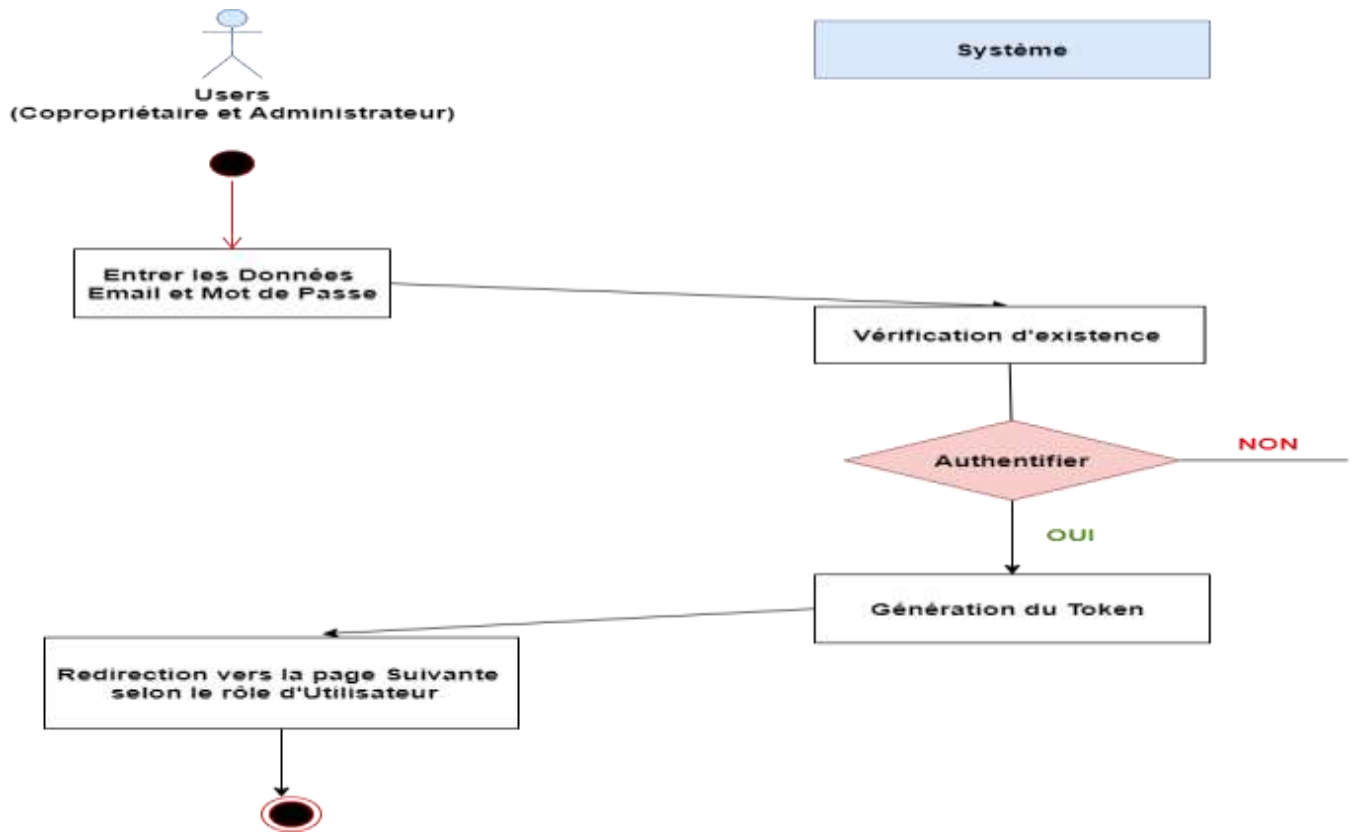 Système
Users
(Copropriétaire et Administrateur)
Entrer les Données
Email et Mot de Passe
Vérification d'existence
Authentifier
NON
OUI
Génération du Token
Redirection vers la page Suivante
selon le rôle d'Utilisateur